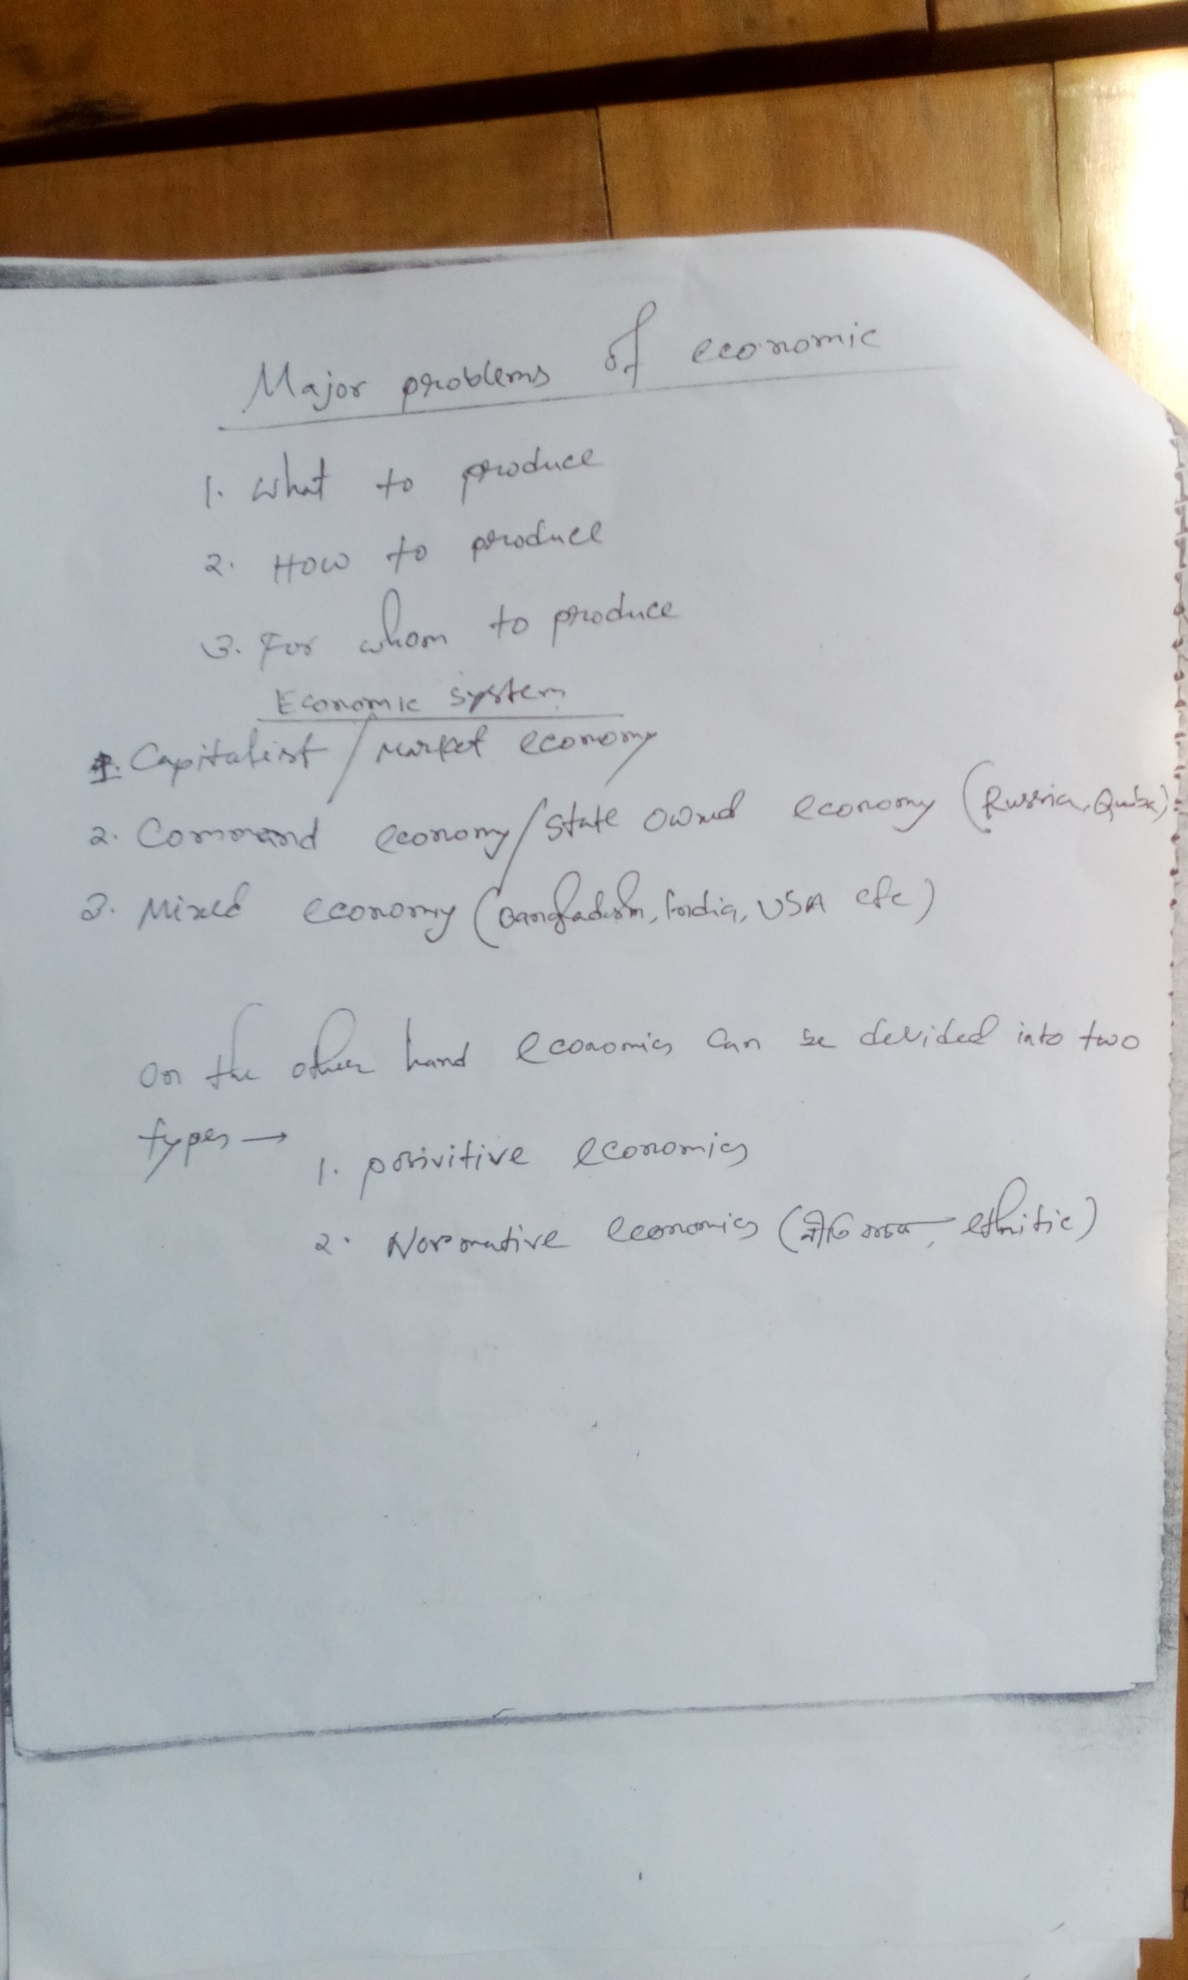 Major problems of economic
1. What to produce
2. How to produce
3. For whom to produce
Economic system
1. Capitalist / Market economy
2. Command economy / State owned economy (Russia, Quba)
3. Mixed economy (Bangladesh, India, USA etc)
On the other hand economics can be devided into two
types →
1. posivitive economics
2. Normative economics (নীতি বাচক, ethitic)